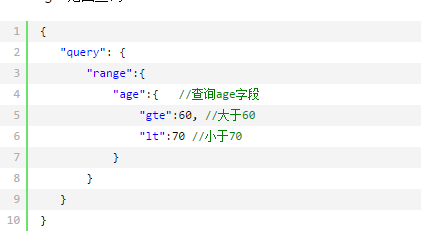 1 {
2 "query": {
3 "range":{
4 "age":{ //查询age字段
5 "gte":60, //大于60
6 "lt":70 //小于70
7 }
8 }
9 }
10 }